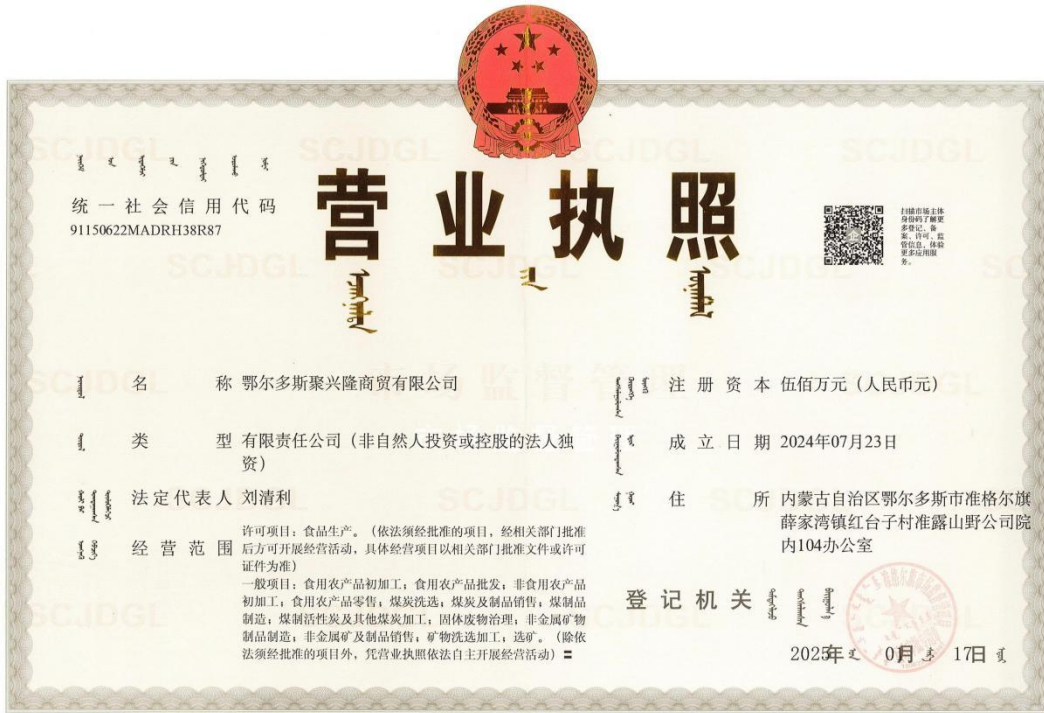 统一社会信用代码
91150622MADRH38R87
营业执照
扫描市场主体
身份码了解更
多登记、备
案、许可、监
管信息，体验
更多应用服
务。
名称 鄂尔多斯聚兴隆商贸有限公司
类型 有限责任公司（非自然人投资或控股的法人独
资）
法定代表人 刘清利
经营范围 许可项目：食品生产。（依法须经批准的项目，经相关部门批准
后方可开展经营活动，具体经营项目以相关部门批准文件或许可
证件为准）
一般项目：食用农产品初加工；食用农产品批发；非食用农产品
初加工；食用农产品零售；煤炭洗选；煤炭及制品销售；煤制品
制造；煤制活性炭及其他煤炭加工；固体废物治理；非金属矿物
制品制造；非金属矿及制品销售；矿物洗选加工；选矿。（除依
法须经批准的项目外，凭营业执照依法自主开展经营活动）
注册资本 伍佰万元（人民币元）
成立日期 2024年07月23日
住所 内蒙古自治区鄂尔多斯市准格尔旗
薛家湾镇红台子村准露山野公司院
内104办公室
登记机关
2025年 01月 17日
SCJDGL
市场监督管理